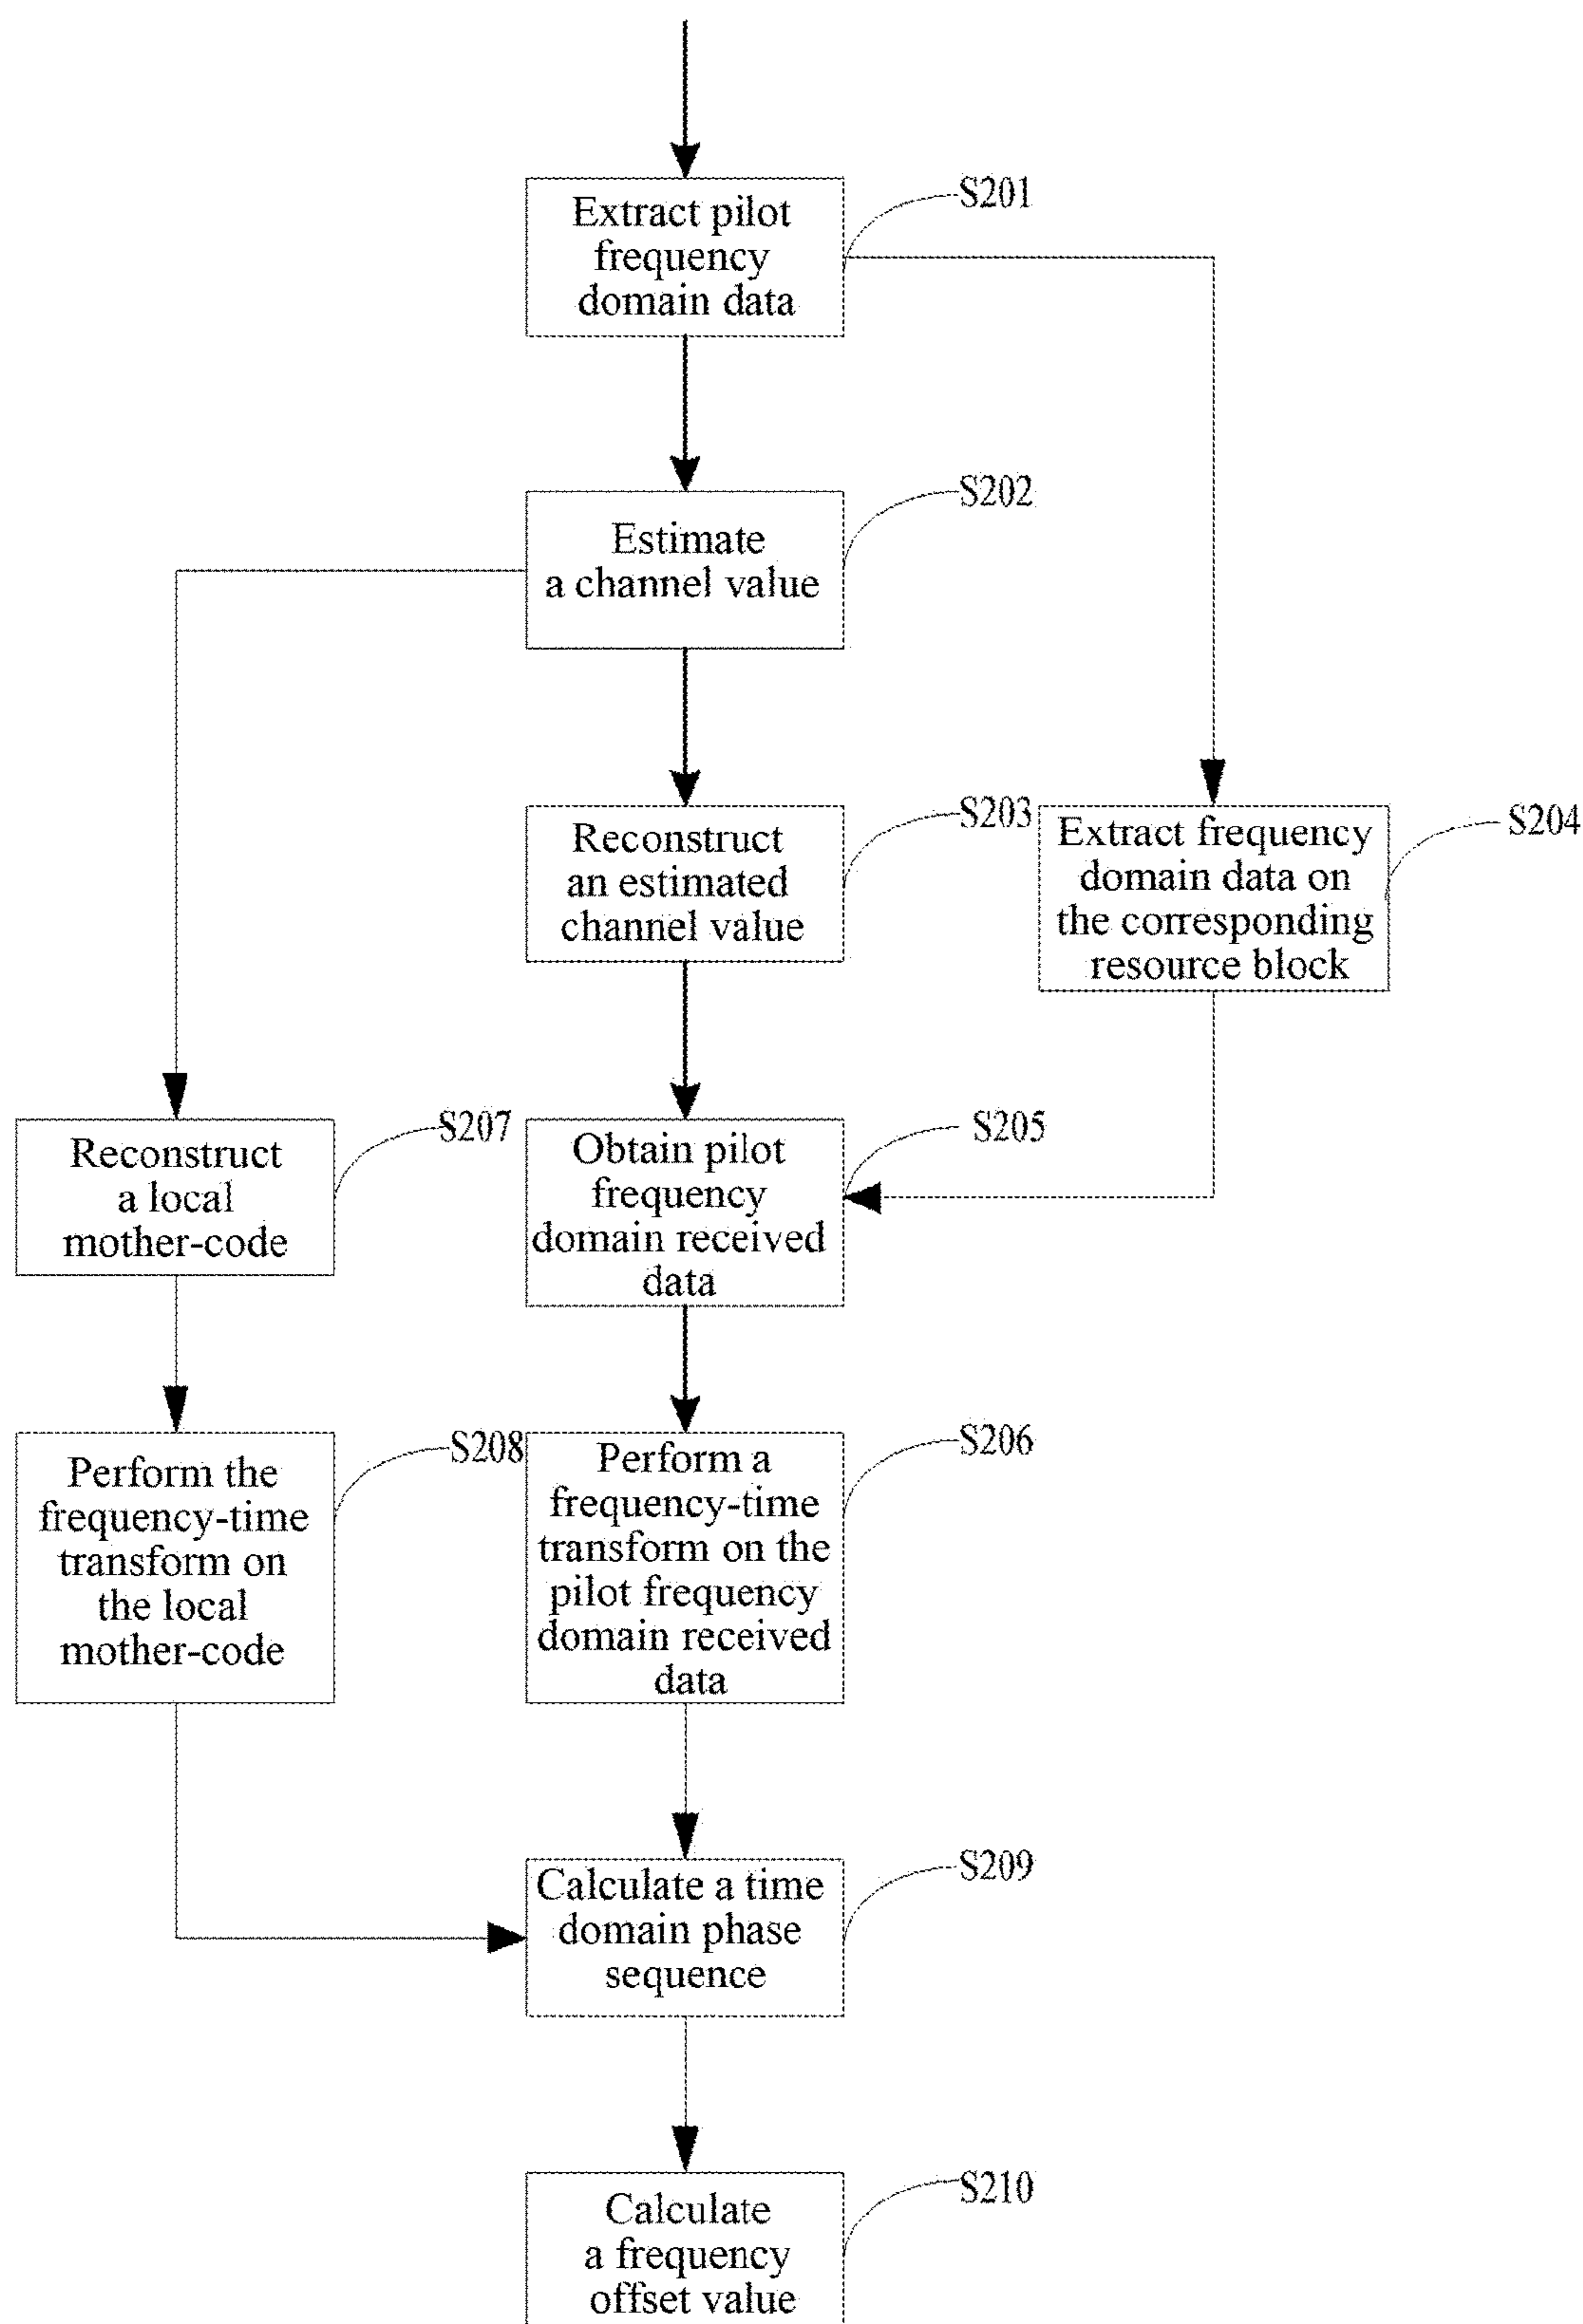 Extract pilot
frequency
domain data
S201
Estimate
a channel value
S202
Reconstruct
an estimated
channel value
S203
Extract frequency
domain data on
the corresponding
resource block
S204
Reconstruct
a local
mother-code
S207
Obtain pilot
frequency
domain received
data
S205
Perform the
frequency-time
transform on
the local
mother-code
S208
Perform a
frequency-time
transform on the
pilot frequency
domain received
data
S206
Calculate a time
domain phase
sequence
S209
Calculate
a frequency
offset value
S210